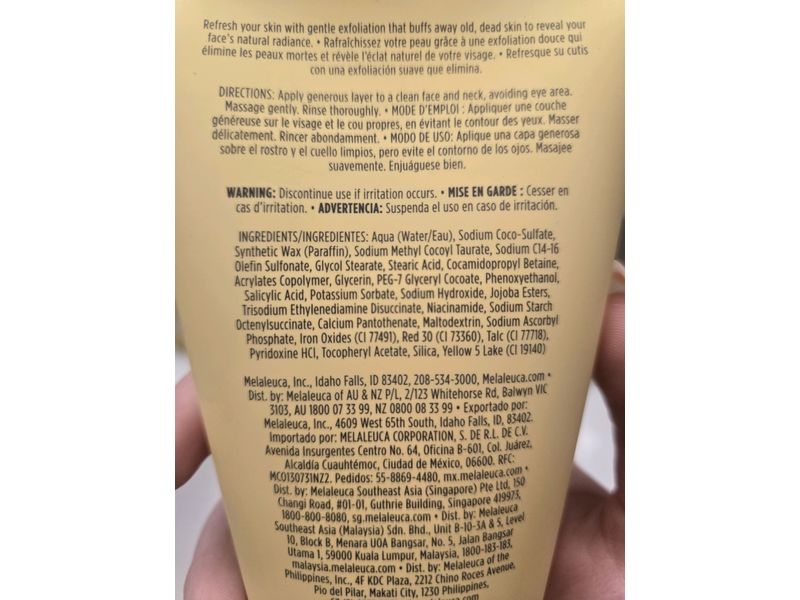 Refresh your skin with gentle exfoliation that buffs away old, dead skin to reveal your
face's natural radiance. • Rafraîchissez votre peau grâce à une exfoliation douce qui
élimine les peaux mortes et révèle l'éclat naturel de votre visage. • Refresque su cutis
con una exfoliación suave que elimina.
DIRECTIONS: Apply generous layer to a clean face and neck, avoiding eye area.
Massage gently. Rinse thoroughly. • MODE D'EMPLOI : Appliquer une couche
généreuse sur le visage et le cou propres, en évitant le contour des yeux. Masser
délicatement. Rincer abondamment. • MODO DE USO: Aplique una capa generosa
sobre el rostro y el cuello limpios, pero evite el contorno de los ojos. Masajee
suavemente. Enjuáguese bien.
WARNING: Discontinue use if irritation occurs. • MISE EN GARDE : Cesser en
cas d'irritation. • ADVERTENCIA: Suspenda el uso en caso de irritación.
INGREDIENTS/INGREDIENTES: Aqua (Water/Eau), Sodium Coco-Sulfate,
Synthetic Wax (Paraffin), Sodium Methyl Cocoyl Taurate, Sodium C14-16
Olefin Sulfonate, Glycol Stearate, Stearic Acid, Cocamidopropyl Betaine,
Acrylates Copolymer, Glycerin, PEG-7 Glyceryl Cocoate, Phenoxyethanol,
Salicylic Acid, Potassium Sorbate, Sodium Hydroxide, Jojoba Esters,
Trisodium Ethylenediamine Disuccinate, Niacinamide, Sodium Starch
Octenylsuccinate, Calcium Pantothenate, Maltodextrin, Sodium Ascorbyl
Phosphate, Iron Oxides (CI 77491), Red 30 (CI 73360), Talc (CI 77718),
Pyridoxine HCl, Tocopheryl Acetate, Silica, Yellow 5 Lake (CI 19140)
Melaleuca, Inc., Idaho Falls, ID 83402, 208-534-3000, Melaleuca.com •
Dist. by: Melaleuca of AU & NZ P/L, 2/123 Whitehorse Rd, Balwyn VIC
3103, AU 1800 07 33 99, NZ 0800 08 33 99 • Exportado por:
Melaleuca, Inc., 4609 West 65th South, Idaho Falls, ID, 83402.
Importado por: MELALEUCA CORPORATION, S. DE R.L. DE C.V.
Avenida Insurgentes Centro No. 64, Oficina B-601, Col. Juárez,
Alcaldía Cuauhtémoc, Ciudad de México, 06600. RFC:
MCO130731NZ2. Pedidos: 55-8869-4480, mx.melaleuca.com •
Dist. by: Melaleuca Southeast Asia (Singapore) Pte Ltd, 150
Changi Road, #01-01, Guthrie Building, Singapore 419973,
1800-800-8080, sg.melaleuca.com • Dist. by: Melaleuca
Southeast Asia (Malaysia) Sdn. Bhd., Unit B-10-3A & 5, Level
10, Block B, Menara UOA Bangsar, No. 5, Jalan Bangsar
Utama 1, 59000 Kuala Lumpur, Malaysia, 1800-183-183,
malaysia.melaleuca.com • Dist. by: Melaleuca of the
Philippines, Inc., 4F KDC Plaza, 2212 Chino Roces Avenue,
Pio del Pilar, Makati City, 1230 Philippines,
melaleuca.com